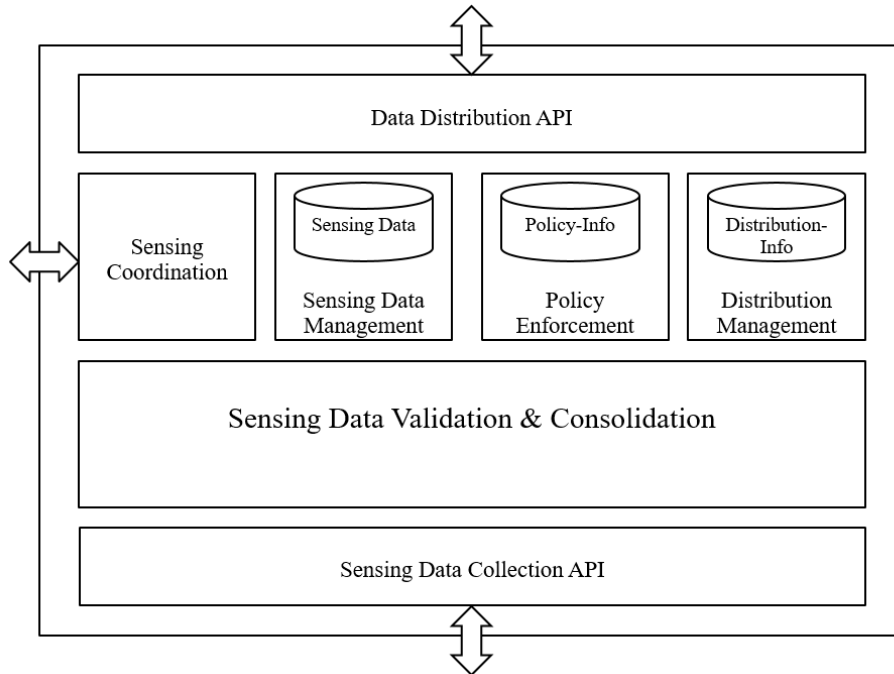 Data Distribution API
Sensing
Coordination
Sensing Data
Sensing Data
Management
Policy-Info
Policy
Enforcement
Distribution-
Info
Distribution
Management
Sensing Data Validation & Consolidation
Sensing Data Collection API